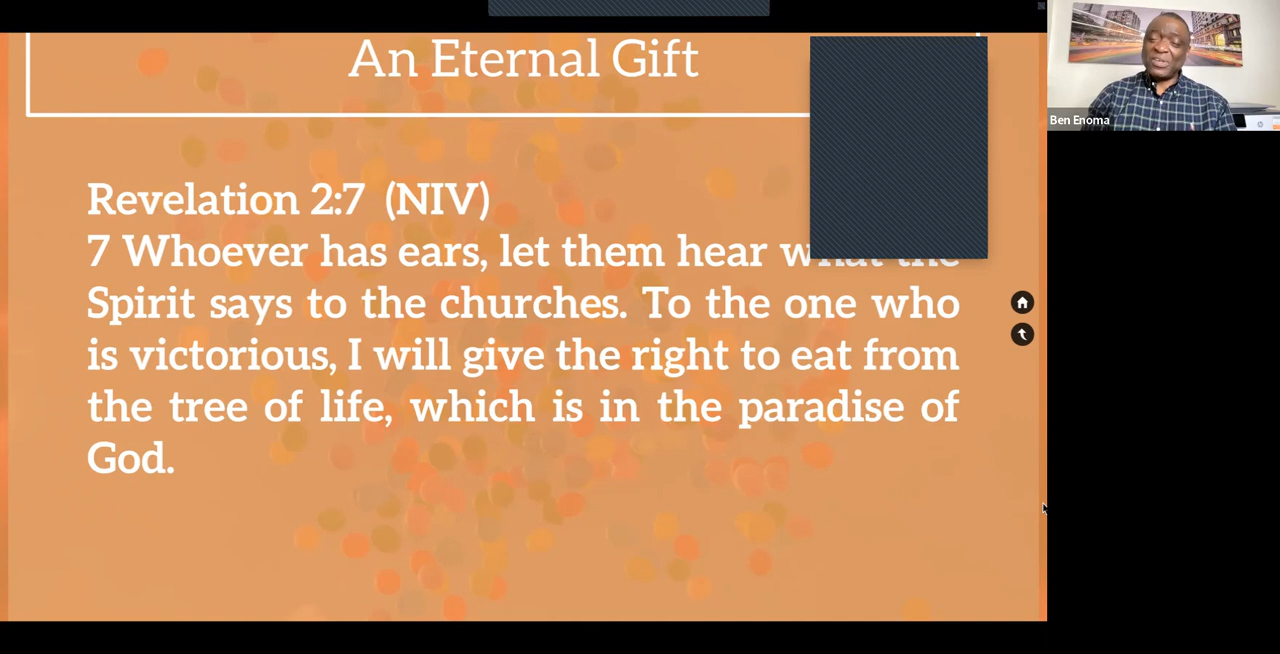 An Eternal Gift
Ben Enoma
Revelation 2:7 (NIV)
7 Whoever has ears, let them hear what the
Spirit says to the churches. To the one who
is victorious, I will give the right to eat from
the tree of life, which is in the paradise of
God.